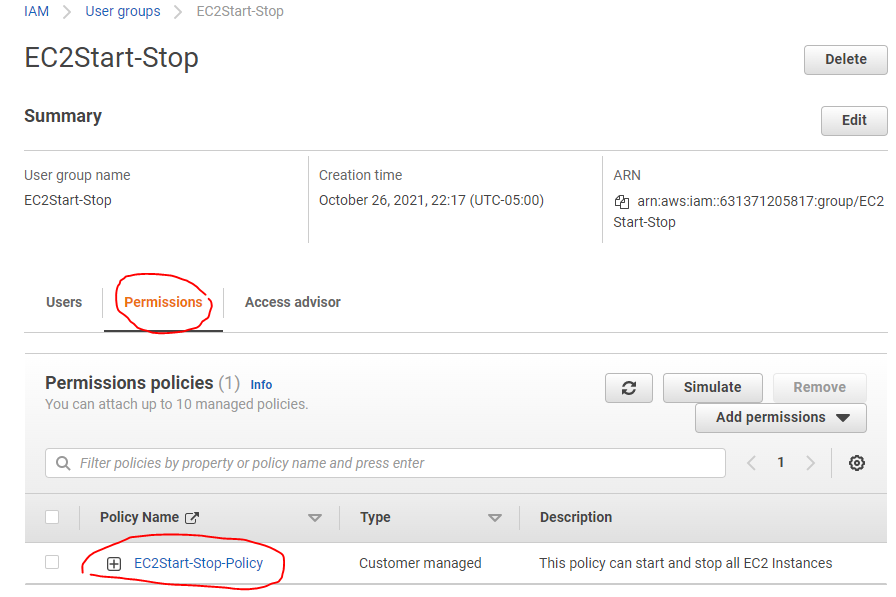 IAM > User groups > EC2Start-Stop
EC2Start-Stop
Delete
Summary
Edit
User group name
EC2Start-Stop
Creation time
October 26, 2021, 22:17 (UTC-05:00)
ARN
arn:aws:iam::631371205817:group/EC2
Start-Stop
Users
Permissions
Access advisor
Permissions policies (1) Info
You can attach up to 10 managed policies.
Simulate
Remove
Add permissions
Filter policies by property or policy name and press enter
1
Policy Name
Type
Description
EC2Start-Stop-Policy
Customer managed
This policy can start and stop all EC2 Instances